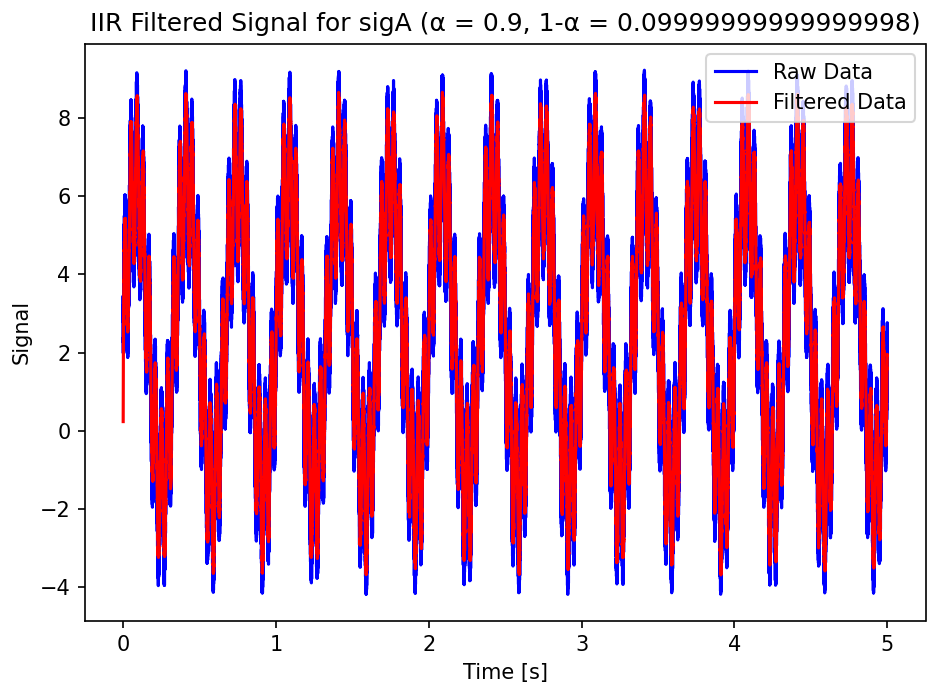 IIR Filtered Signal for sigA (α = 0.9, 1-α = 0.09999999999999998)
Raw Data
Filtered Data
8
6
4
2
0
−2
−4
Signal
0 1 2 3 4 5
Time [s]